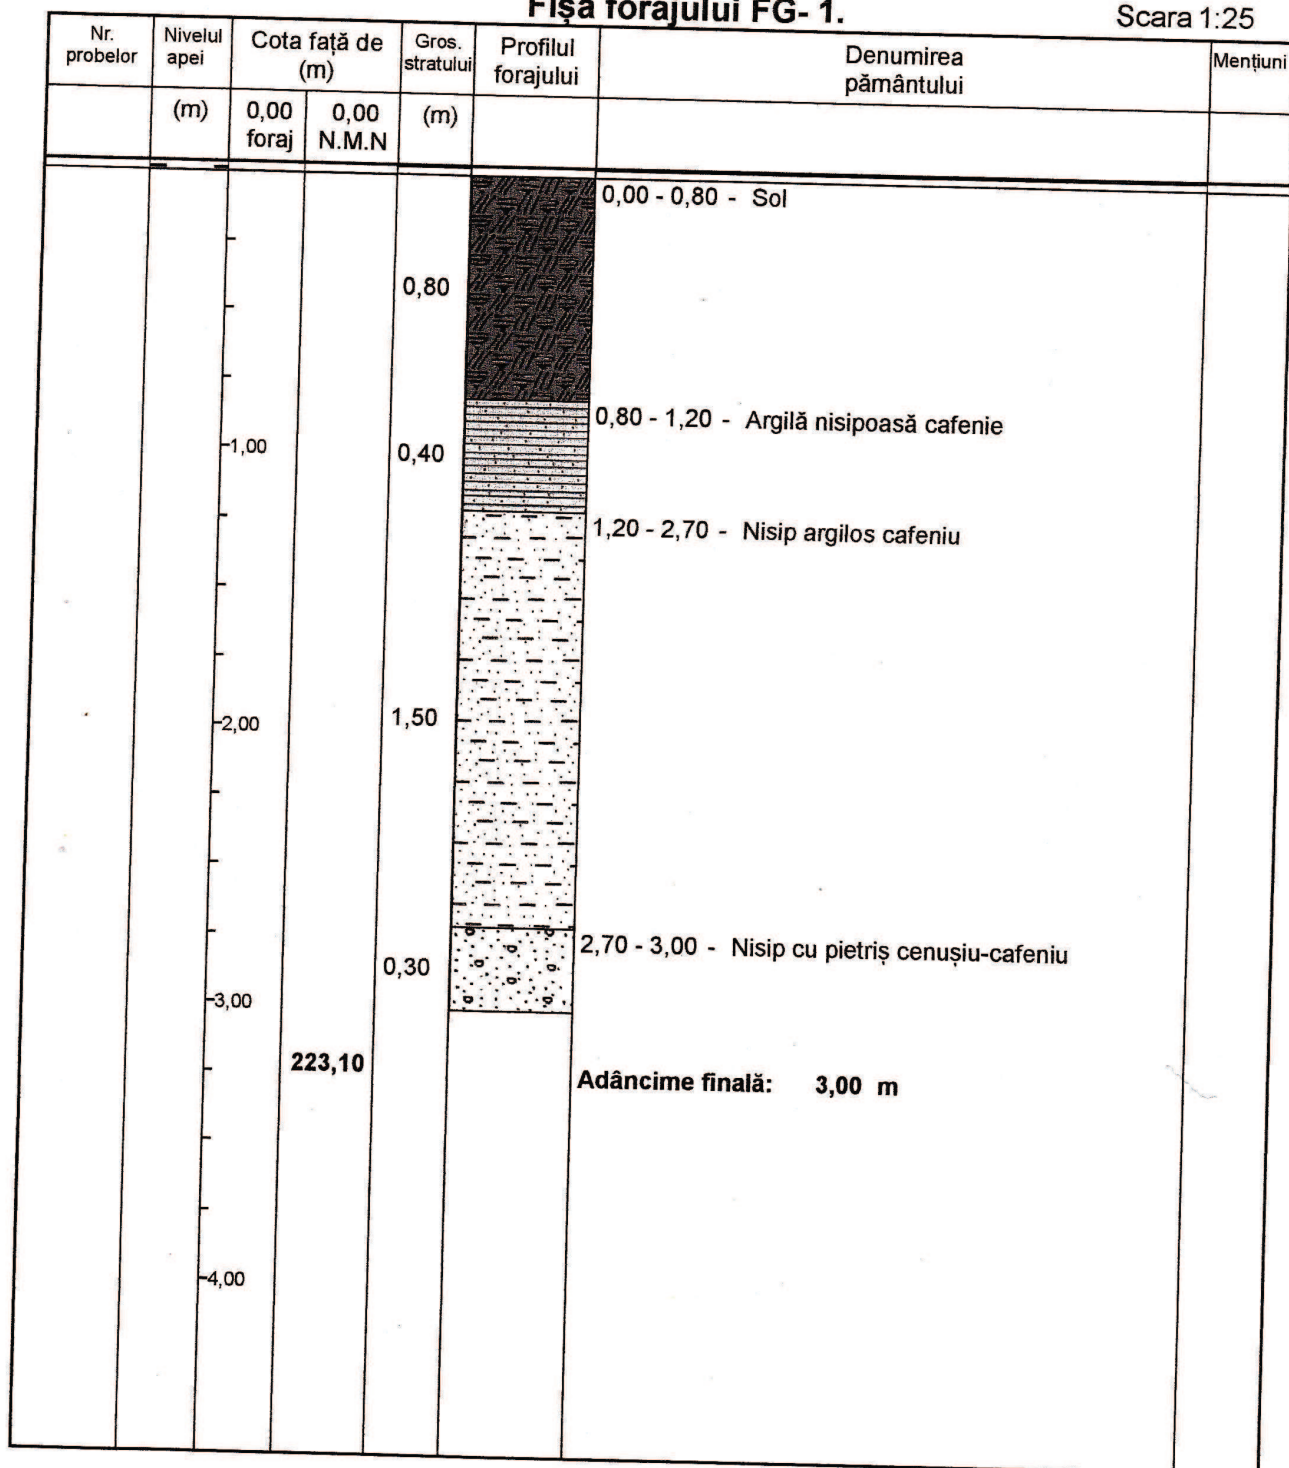 Fișa forajului FG- 1.
Scara 1:25
Nr. probelor
Nivelul apei
Cota față de (m)
Gros. stratului
Profilul forajului
Denumirea pământului
Mențiuni
(m)
0,00 foraj
0,00 N.M.N
(m)
0,00 - 0,80 - Sol
0,80
0,80 - 1,20 - Argilă nisipoasă cafenie
1,00
0,40
1,20 - 2,70 - Nisip argilos cafeniu
2,00
1,50
2,70 - 3,00 - Nisip cu pietriș cenușiu-cafeniu
0,30
3,00
223,10
Adâncime finală: 3,00 m
4,00